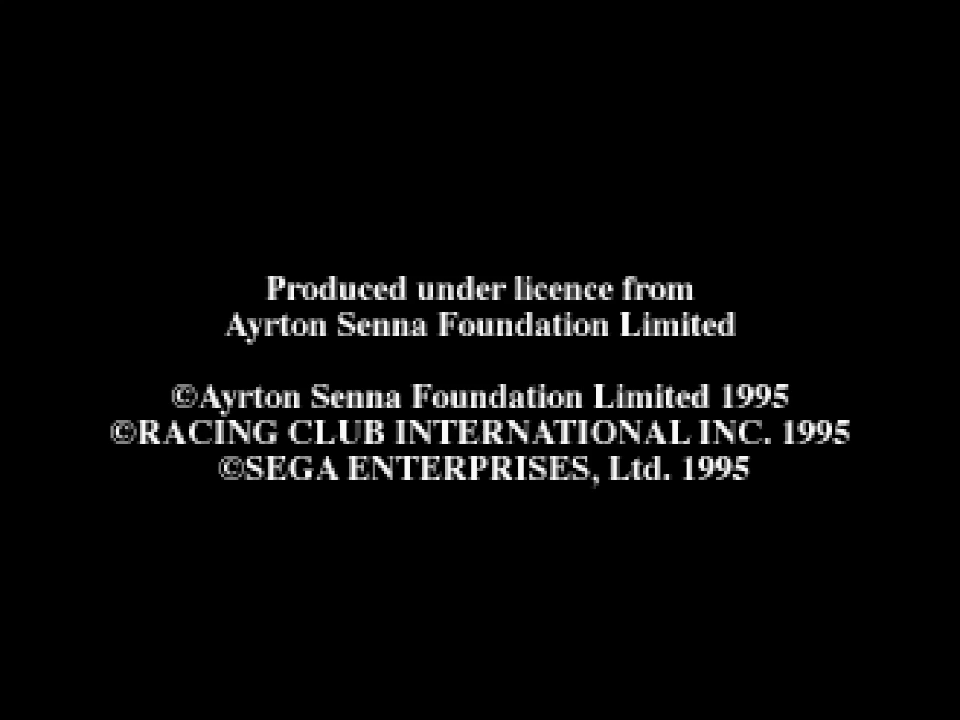 Produced under licence from
Ayrton Senna Foundation Limited
©Ayrton Senna Foundation Limited 1995
©RACING CLUB INTERNATIONAL INC. 1995
©SEGA ENTERPRISES, Ltd. 1995